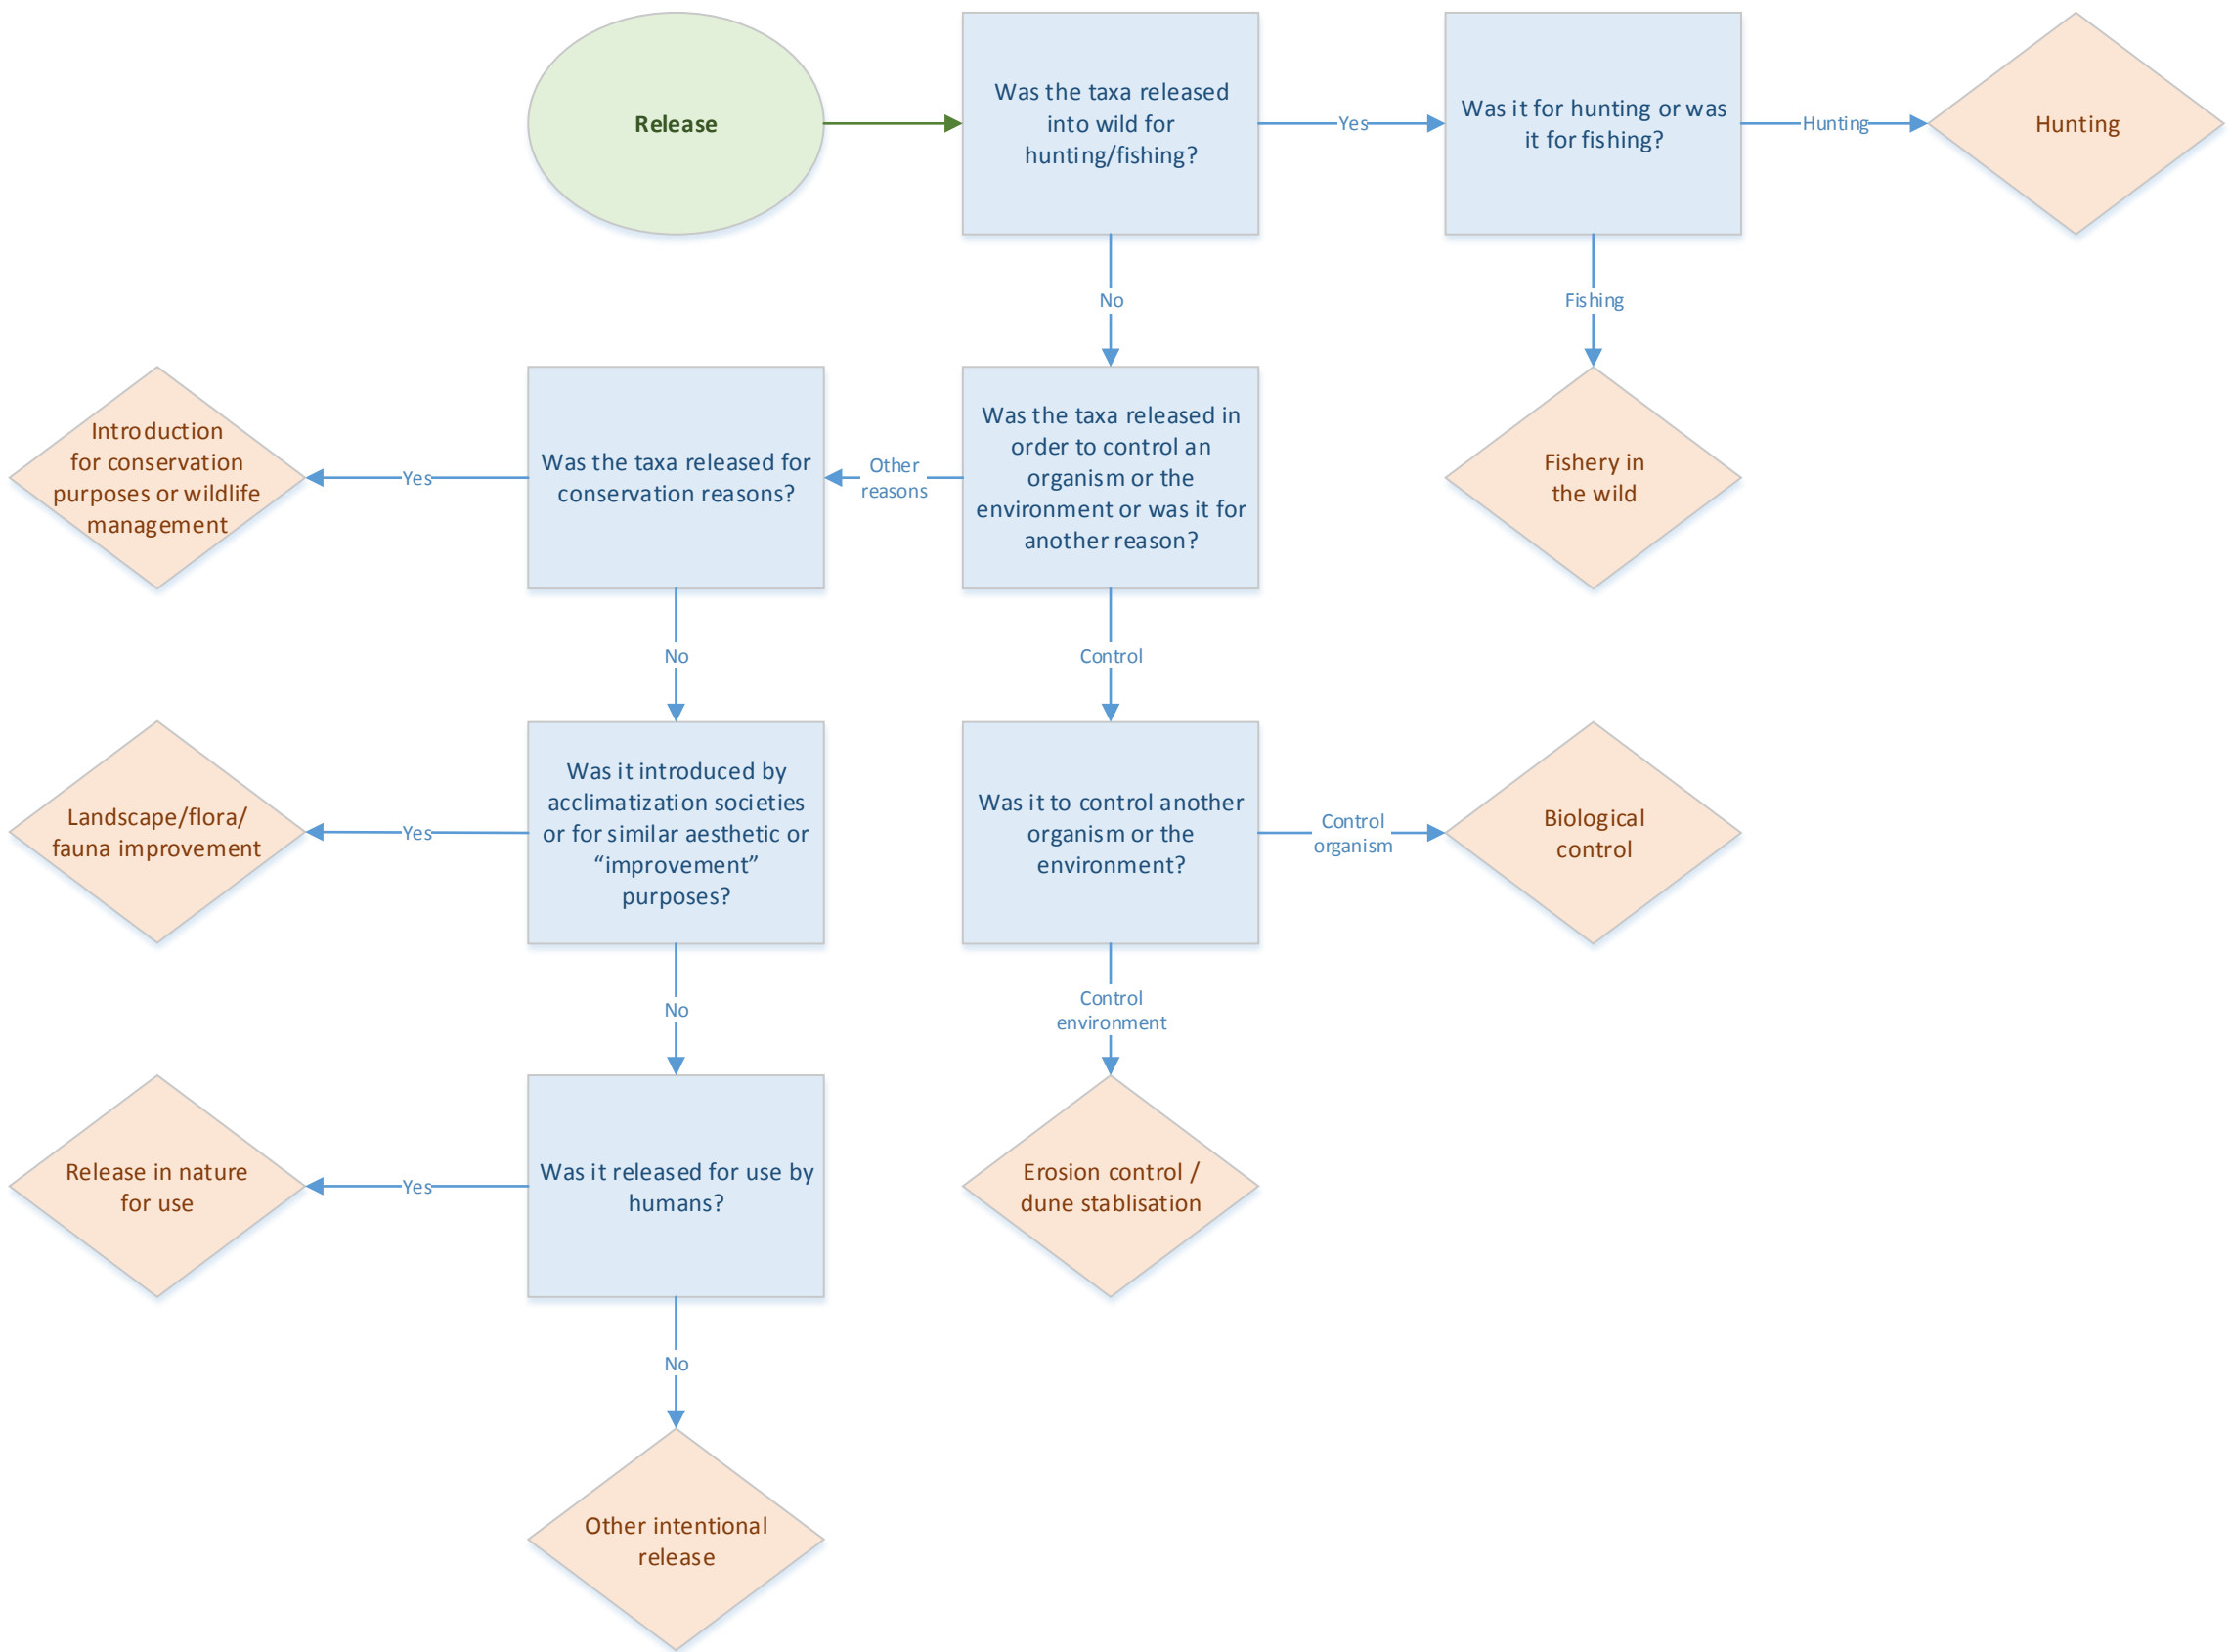 Release
Was the taxa released
into wild for
hunting/fishing?
Yes
Was it for hunting or was
it for fishing?
Hunting
Hunting
No
Fishing
Introduction
for conservation
purposes or wildlife
management
Yes
Was the taxa released for
conservation reasons?
Other
reasons
Was the taxa released in
order to control an
organism or the
environment or was it for
another reason?
Fishery in
the wild
No
Control
Landscape/flora/
fauna improvement
Yes
Was it introduced by
acclimatization societies
or for similar aesthetic or
“improvement”
purposes?
Was it to control another
organism or the
environment?
Control
organism
Biological
control
No
Control
environment
Release in nature
for use
Yes
Was it released for use by
humans?
Erosion control /
dune stablisation
No
Other intentional
release